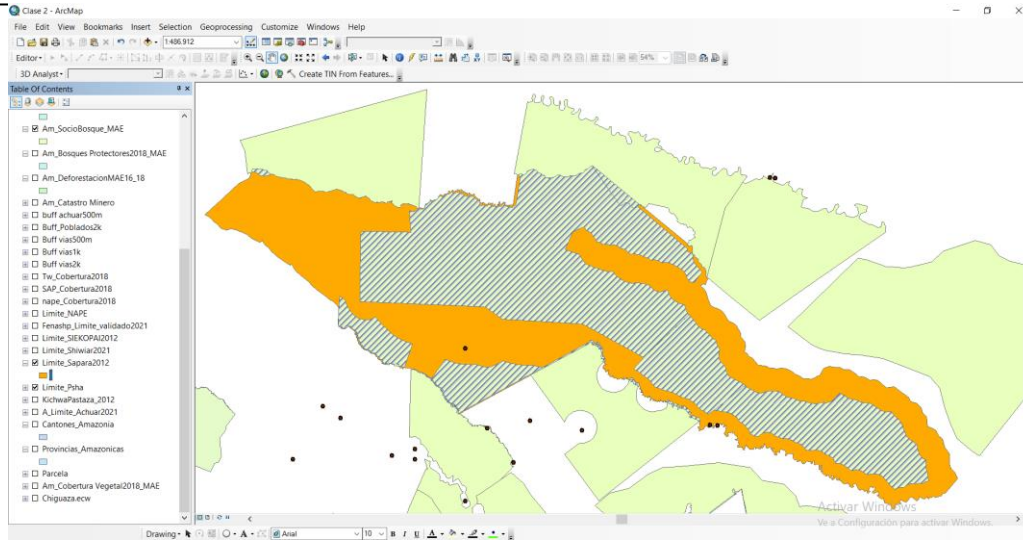 Clase 2 - ArcMap
File Edit View Bookmarks Insert Selection Geoprocessing Customize Windows Help
1:486.912
Editor 54%
3D Analyst Create TIN From Features...
Table Of Contents
Am_SocioBosque_MAE
Am_Bosques Protectores2018_MAE
Am_DeforestacionMAE16_18
Am_Catastro Minero
buff achuar500m
Buff_Poblados2k
Buff vias500m
Buff vias1k
Buff vias2k
Tw_Cobertura2018
SAP_Cobertura2018
nape_Cobertura2018
Limite_NAPE
Fenashp_Limite_validado2021
Limite_SIEKOPAI2012
Limite_Shiwiar2021
Limite_Sapara2012
Limite_Psha
KichwaPastaza_2012
A_Limite_Achuar2021
Cantones_Amazonia
Provincias_Amazonicas
Parcela
Am_Cobertura Vegetal2018_MAE
Chiguaza.ecw
Activar Windows
Ve a Configuración para activar Windows.
Drawing A Arial 10 B I U A